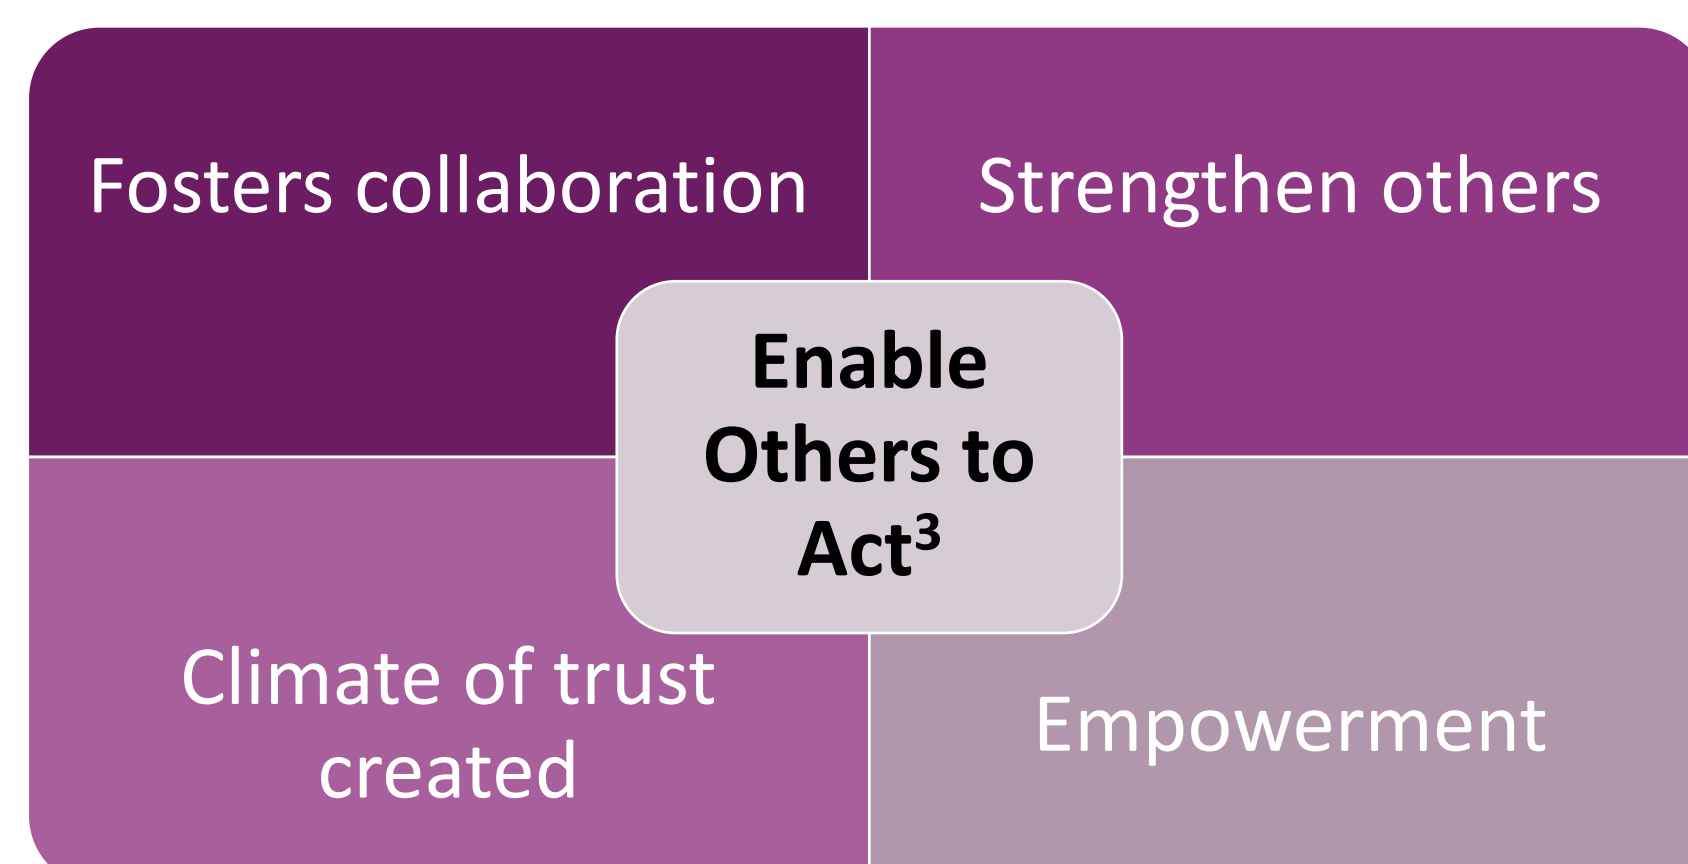 Fosters collaboration
Strengthen others
Enable
Others to
Act³
Climate of trust
created
Empowerment